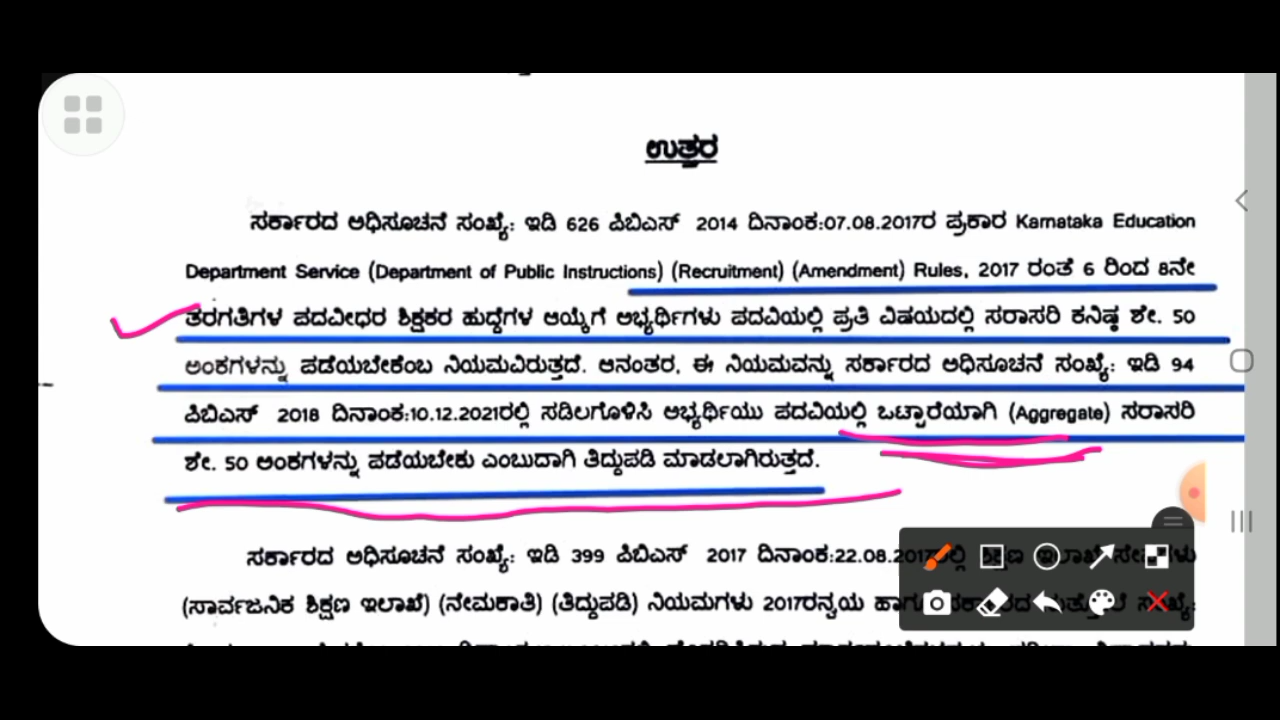 ಉತ್ತರ
ಸರ್ಕಾರದ ಅಧಿಸೂಚನೆ ಸಂಖ್ಯೆ: ಇಡಿ 626 ಪಿಬಿಎಸ್ 2014 ದಿನಾಂಕ:07.08.2017ರ ಪ್ರಕಾರ Karnataka Education
Department Service (Department of Public Instructions) (Recruitment) (Amendment) Rules, 2017 ರಂತೆ 6 ರಿಂದ 8ನೇ
ತರಗತಿಗಳ ಪದವೀಧರ ಶಿಕ್ಷಕರ ಹುದ್ದೆಗಳ ಆಯ್ಕೆಗೆ ಅಭ್ಯರ್ಥಿಗಳು ಪದವಿಯಲ್ಲಿ ಪ್ರತಿ ವಿಷಯದಲ್ಲಿ ಸರಾಸರಿ ಕನಿಷ್ಠ ಶೇ. 50
ಅಂಕಗಳನ್ನು ಪಡೆಯಬೇಕೆಂಬ ನಿಯಮವಿರುತ್ತದೆ. ಆನಂತರ, ಈ ನಿಯಮವನ್ನು ಸರ್ಕಾರದ ಅಧಿಸೂಚನೆ ಸಂಖ್ಯೆ: ಇಡಿ 94
ಪಿಬಿಎಸ್ 2018 ದಿನಾಂಕ:10.12.2021ರಲ್ಲಿ ಸಡಿಲಗೊಳಿಸಿ ಅಭ್ಯರ್ಥಿಯು ಪದವಿಯಲ್ಲಿ ಒಟ್ಟಾರೆಯಾಗಿ (Aggregate) ಸರಾಸರಿ
ಶೇ. 50 ಅಂಕಗಳನ್ನು ಪಡೆಯಬೇಕು ಎಂಬುದಾಗಿ ತಿದ್ದುಪಡಿ ಮಾಡಲಾಗಿರುತ್ತದೆ.
ಸರ್ಕಾರದ ಅಧಿಸೂಚನೆ ಸಂಖ್ಯೆ: ಇಡಿ 399 ಪಿಬಿಎಸ್ 2017 ದಿನಾಂಕ:22.08.2017ರಲ್ಲಿ ಶಿಕ್ಷಣ ಇಲಾಖೆ
(ಸಾರ್ವಜನಿಕ ಶಿಕ್ಷಣ ಇಲಾಖೆ) (ನೇಮಕಾತಿ) (ತಿದ್ದುಪಡಿ) ನಿಯಮಗಳು 2017ರನ್ವಯ ಹಾಗೂ